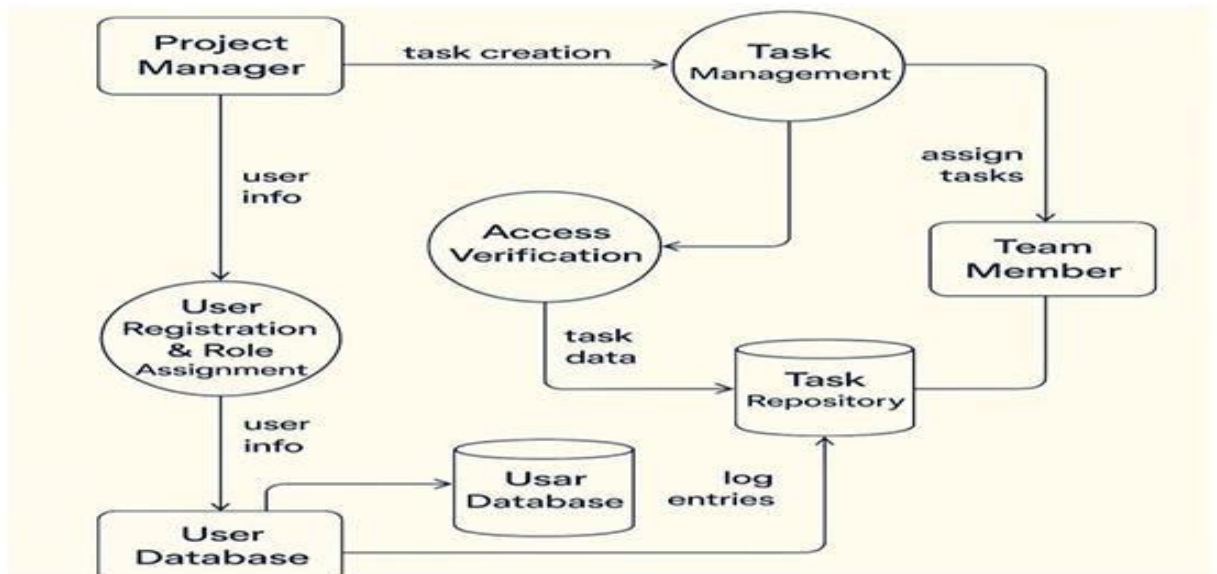 Project
Manager
task creation
Task
Management
user
info
assign
tasks
Access
Verification
Team
Member
User
Registration
& Role
Assignment
task
data
Task
Repository
user
info
Usar
Database
log
entries
User
Database